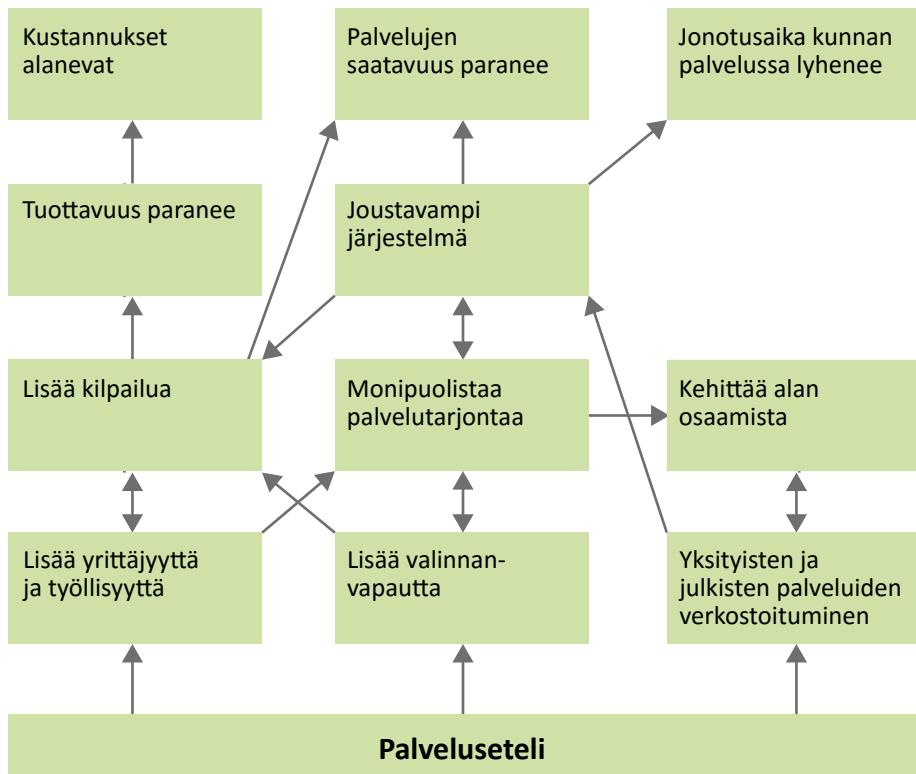 Kustannukset
alanevat
Palvelujen
saatavuus paranee
Jonotusaika kunnan
palvelussa lyhenee
Tuottavuus paranee
Joustavampi
järjestelmä
Lisää kilpailua
Monipuolistaa
palvelutarjontaa
Kehittää alan
osaamista
Lisää yrittäjyyttä
ja työllisyyttä
Lisää valinnan-
vapautta
Yksityisten ja
julkisten palveluiden
verkostoituminen
Palveluseteli